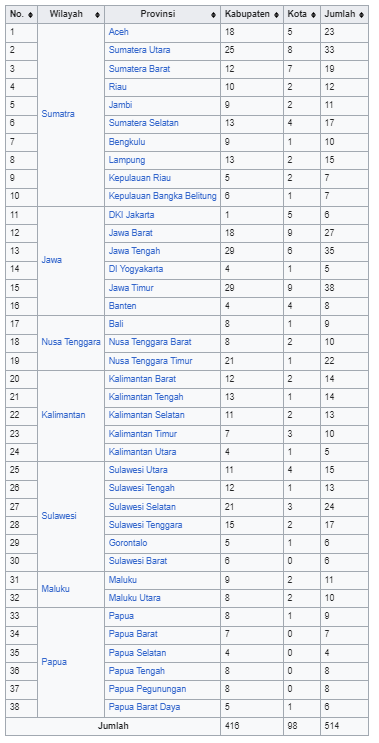 No. Wilayah Provinsi Kabupaten Kota Jumlah
1 Sumatra Aceh 18 5 23
2 Sumatera Utara 25 8 33
3 Sumatera Barat 12 7 19
4 Riau 10 2 12
5 Jambi 9 2 11
6 Sumatera Selatan 13 4 17
7 Bengkulu 9 1 10
8 Lampung 13 2 15
9 Kepulauan Riau 5 2 7
10 Kepulauan Bangka Belitung 6 1 7
11 Jawa DKI Jakarta 1 5 6
12 Jawa Barat 18 9 27
13 Jawa Tengah 29 6 35
14 DI Yogyakarta 4 1 5
15 Jawa Timur 29 9 38
16 Banten 4 4 8
17 Nusa Tenggara Bali 8 1 9
18 Nusa Tenggara Barat 8 2 10
19 Nusa Tenggara Timur 21 1 22
20 Kalimantan Kalimantan Barat 12 2 14
21 Kalimantan Tengah 13 1 14
22 Kalimantan Selatan 11 2 13
23 Kalimantan Timur 7 3 10
24 Kalimantan Utara 4 1 5
25 Sulawesi Sulawesi Utara 11 4 15
26 Sulawesi Tengah 12 1 13
27 Sulawesi Selatan 21 3 24
28 Sulawesi Tenggara 15 2 17
29 Gorontalo 5 1 6
30 Sulawesi Barat 6 0 6
31 Maluku Maluku 9 2 11
32 Maluku Utara 8 2 10
33 Papua Papua 8 1 9
34 Papua Barat 7 0 7
35 Papua Selatan 4 0 4
36 Papua Tengah 8 0 8
37 Papua Pegunungan 8 0 8
38 Papua Barat Daya 5 1 6
Jumlah 416 98 514